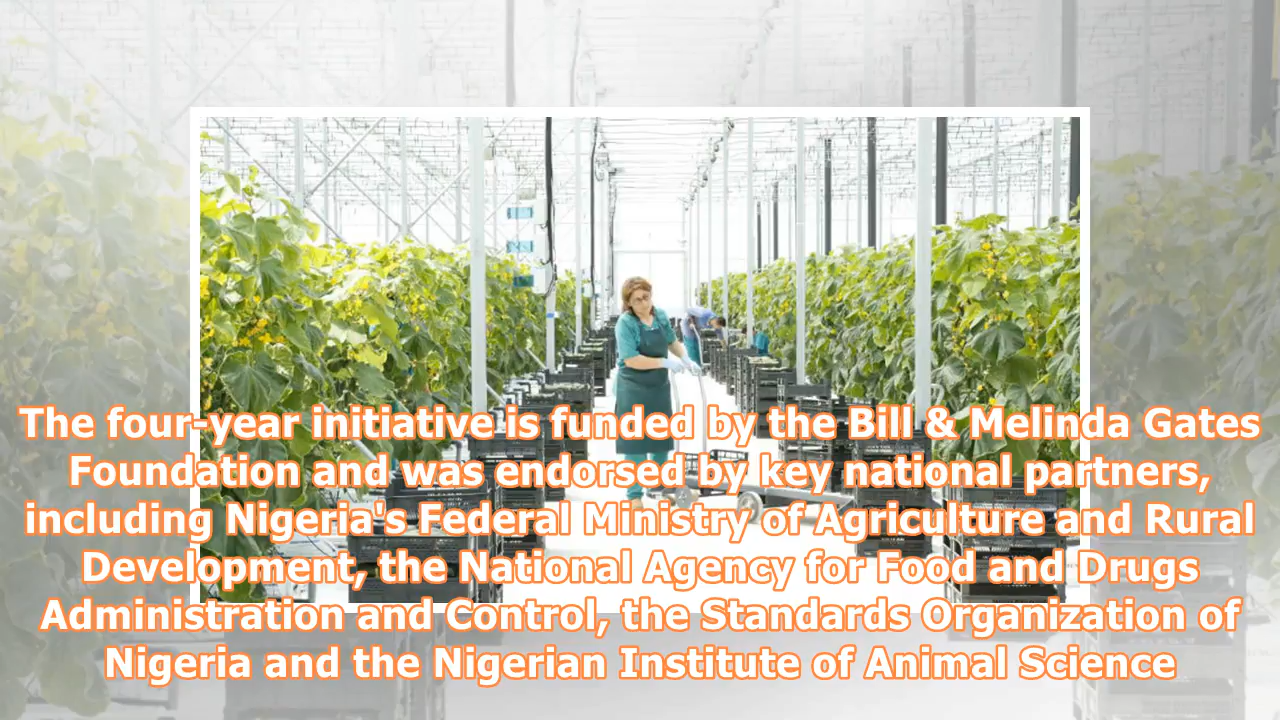 The four-year initiative is funded by the Bill & Melinda Gates
Foundation and was endorsed by key national partners,
including Nigeria's Federal Ministry of Agriculture and Rural
Development, the National Agency for Food and Drugs
Administration and Control, the Standards Organization of
Nigeria and the Nigerian Institute of Animal Science